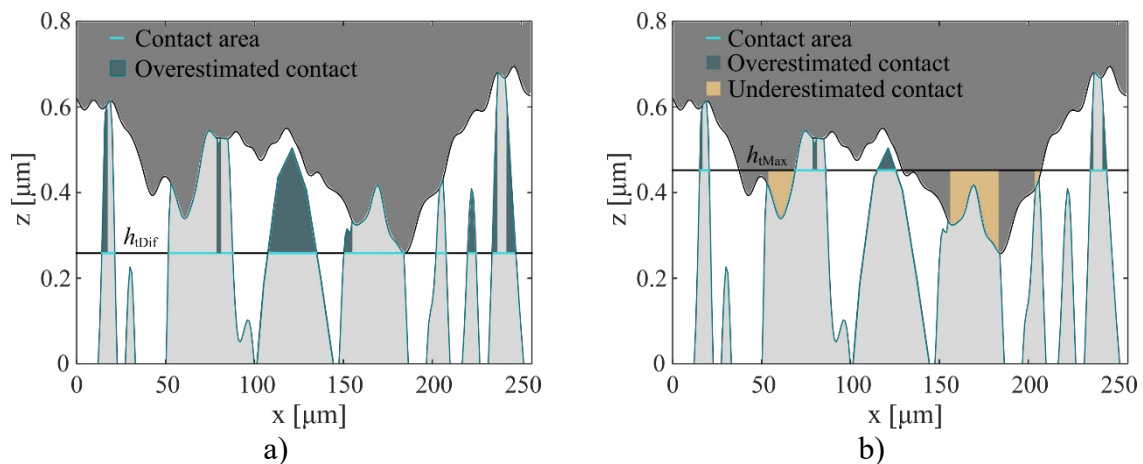 0.8
Contact area
Overestimated contact
0.6
z [μm]
0.4
htDif
0.2
0
0
50
100
150
200
250
x [μm]
a)
0.8
Contact area
Overestimated contact
Underestimated contact
0.6
htMax
z [μm]
0.4
0.2
0
0
50
100
150
200
250
x [μm]
b)